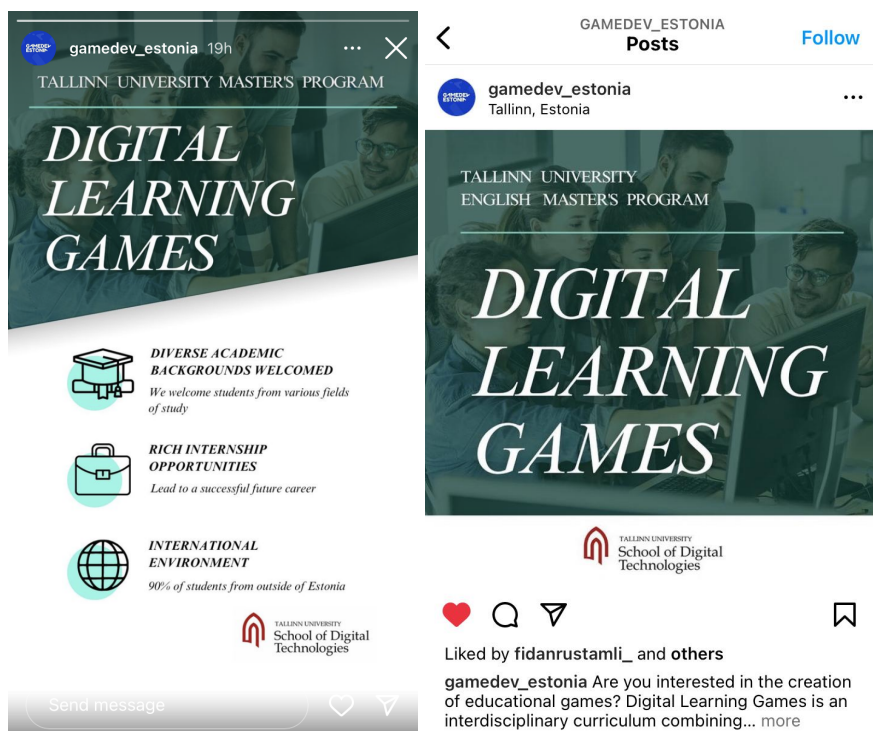 gamedev_estonia 19h
TALLINN UNIVERSITY MASTER'S PROGRAM
DIGITAL
LEARNING
GAMES
DIVERSE ACADEMIC
BACKGROUNDS WELCOMED
We welcome students from various fields
of study
RICH INTERNSHIP
OPPORTUNITIES
Lead to a successful future career
INTERNATIONAL
ENVIRONMENT
90% of students from outside of Estonia
TALLINN UNIVERSITY
School of Digital
Technologies
Send message
GAMEDEV_ESTONIA
Posts
Follow
GAMEDEV
ESTONIA
gamedev_estonia
Tallinn, Estonia
TALLINN UNIVERSITY
ENGLISH MASTER'S PROGRAM
DIGITAL
LEARNING
GAMES
TALLINN UNIVERSITY
School of Digital
Technologies
Liked by fidanrustamli_ and others
gamedev_estonia Are you interested in the creation
of educational games? Digital Learning Games is an
interdisciplinary curriculum combining... more